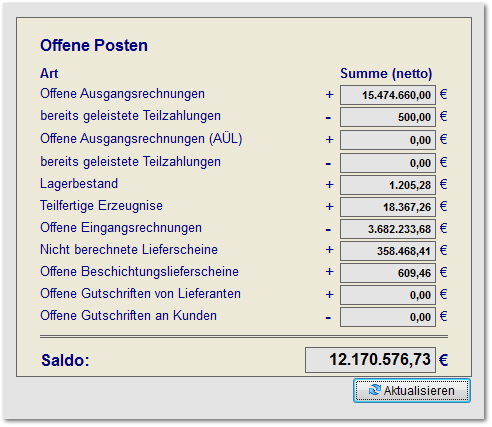 Offene Posten
Art Summe (netto)
Offene Ausgangsrechnungen + 15.474.660,00 €
bereits geleistete Teilzahlungen - 500,00 €
Offene Ausgangsrechnungen (AÜL) + 0,00 €
bereits geleistete Teilzahlungen - 0,00 €
Lagerbestand + 1.205,28 €
Teilfertige Erzeugnise + 18.367,26 €
Offene Eingangsrechnungen - 3.682.233,68 €
Nicht berechnete Lieferscheine + 358.468,41 €
Offene Beschichtungslieferscheine + 609,46 €
Offene Gutschriften von Lieferanten + 0,00 €
Offene Gutschriften an Kunden - 0,00 €
Saldo: 12.170.576,73 €
Aktualisieren